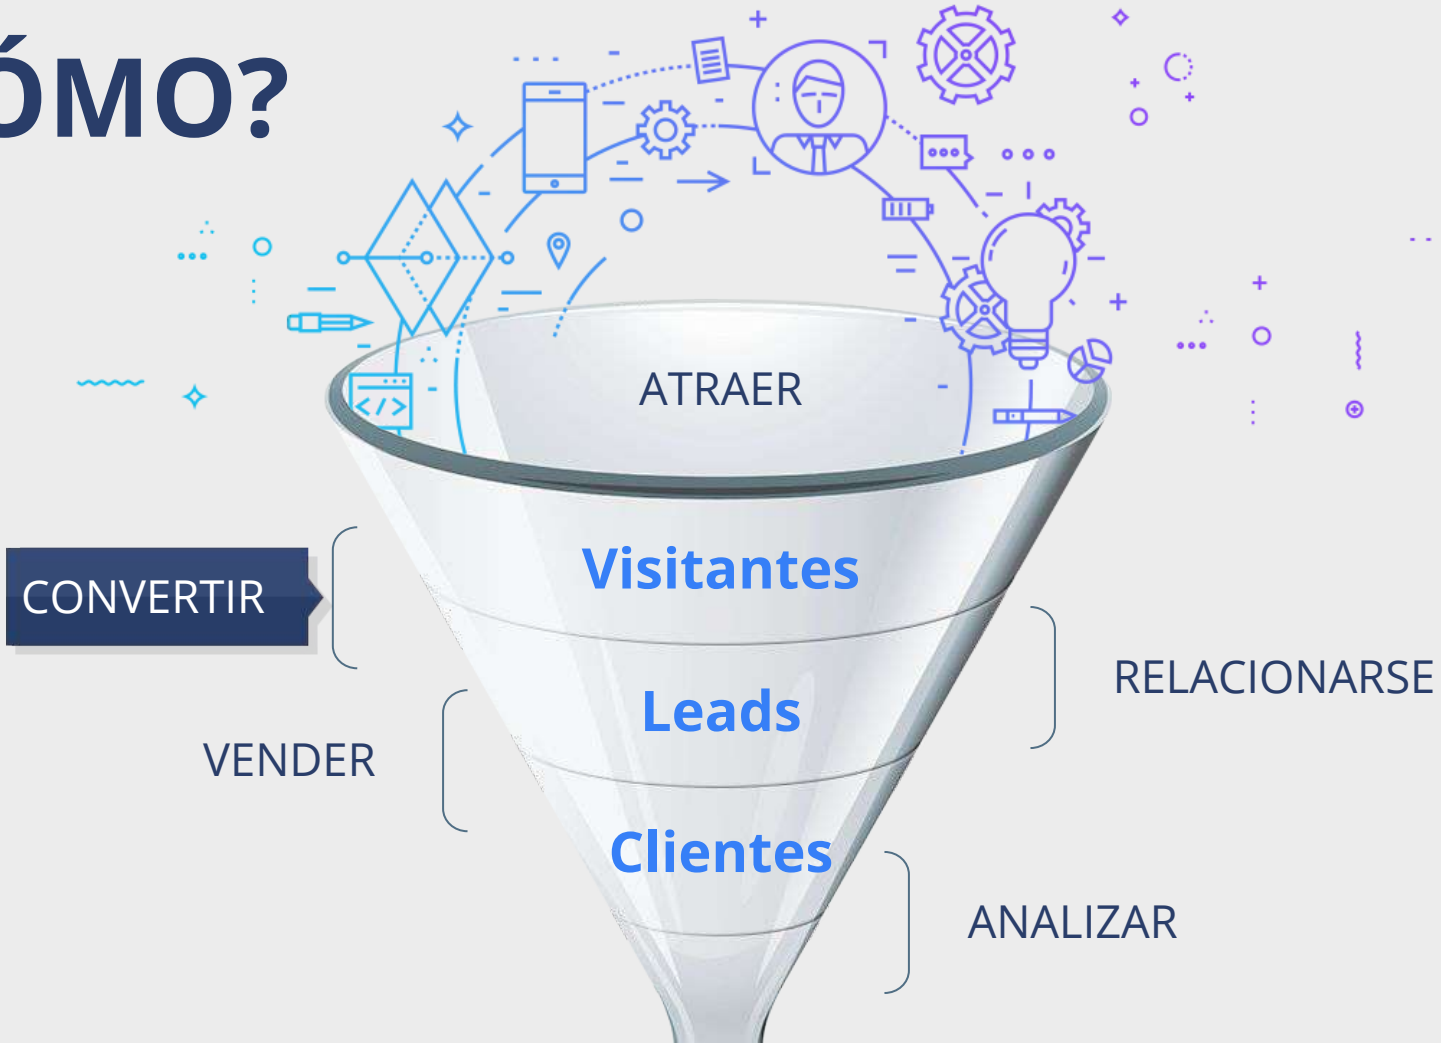 ÓMO?
ATRAER
Visitantes
CONVERTIR
RELACIONARSE
Leads
VENDER
Clientes
ANALIZAR